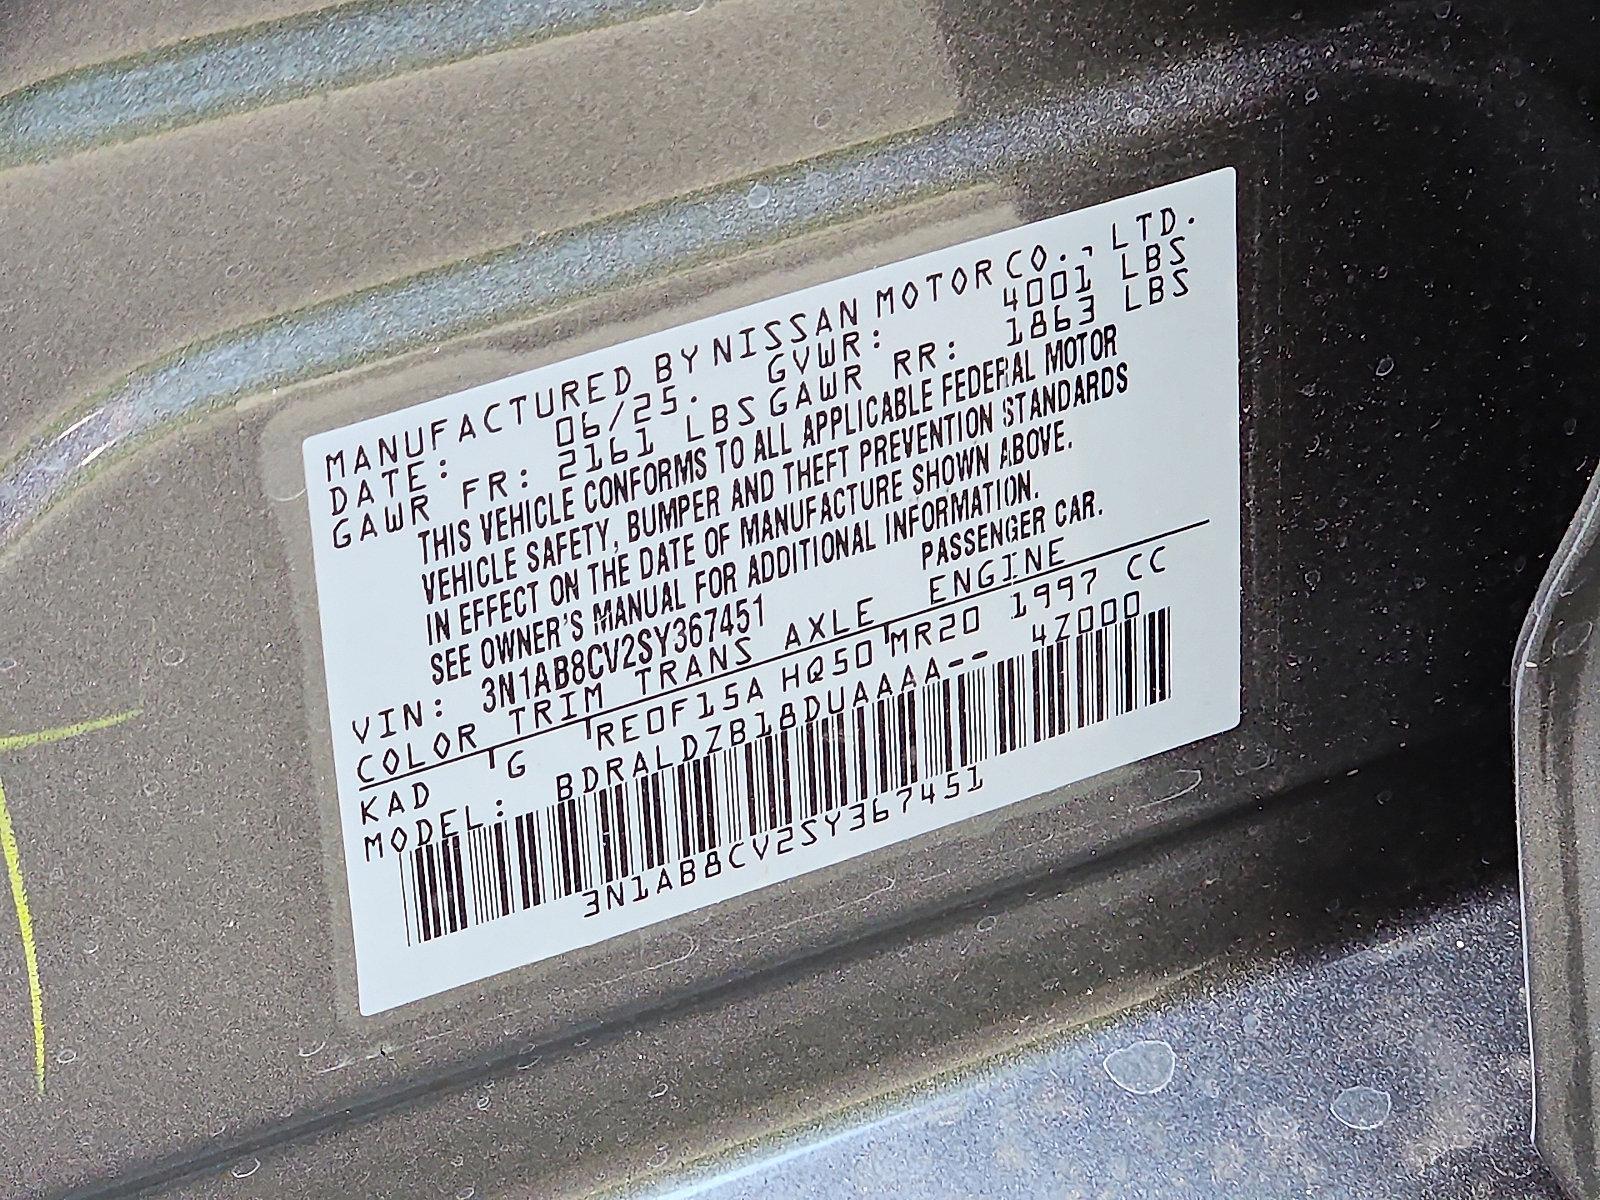 MANUFACTURED BY NISSAN MOTOR CO., LTD.
DATE: 06/25. GVWR: 4001 LBS
GAWR FR: 2161 LBS GAWR RR: 1863 LBS
THIS VEHICLE CONFORMS TO ALL APPLICABLE FEDERAL MOTOR
VEHICLE SAFETY, BUMPER AND THEFT PREVENTION STANDARDS
IN EFFECT ON THE DATE OF MANUFACTURE SHOWN ABOVE.
SEE OWNER'S MANUAL FOR ADDITIONAL INFORMATION.
VIN: 3N1AB8CV2SY367451 PASSENGER CAR.
COLOR TRIM TRANS AXLE ENGINE
KAD G RE0F15A HQ50 MR20 1997 CC
MODEL: BDRALDZB18DUAAAA-- 4Z000
3N1AB8CV2SY367451